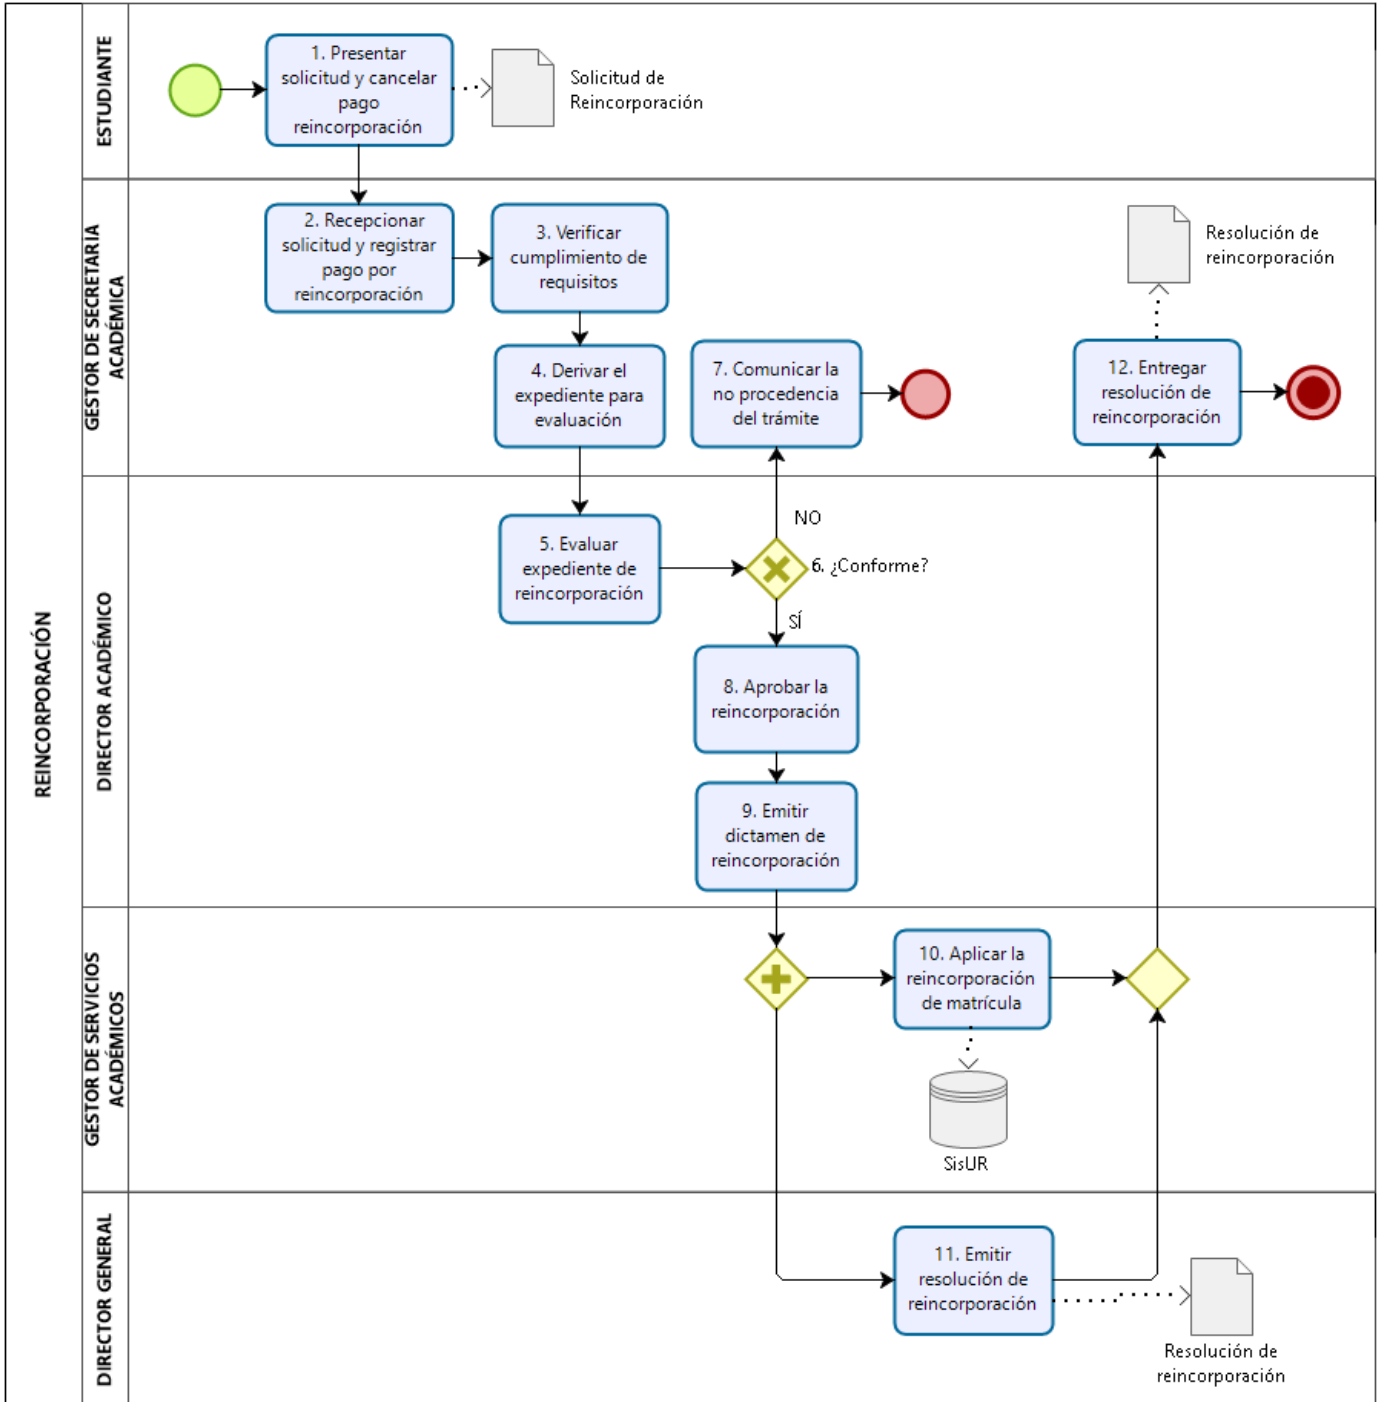 REINCORPORACIÓN
ESTUDIANTE
1. Presentar
solicitud y cancelar
pago
reincorporación
Solicitud de
Reincorporación
GESTOR DE SECRETARIA
ACADÉMICA
2. Recepcionar
solicitud y registrar
pago por
reincorporación
3. Verificar
cumplimiento de
requisitos
Resolución de
reincorporación
4. Derivar el
expediente para
evaluación
7. Comunicar la
no procedencia
del trámite
12. Entregar
resolución de
reincorporación
DIRECTOR ACADÉMICO
NO
5. Evaluar
expediente de
reincorporación
6. ¿Conforme?
SÍ
8. Aprobar la
reincorporación
9. Emitir
dictamen de
reincorporación
GESTOR DE SERVICIOS
ACADÉMICOS
10. Aplicar la
reincorporación
de matrícula
SisUR
DIRECTOR GENERAL
11. Emitir
resolución de
reincorporación
Resolución de
reincorporación